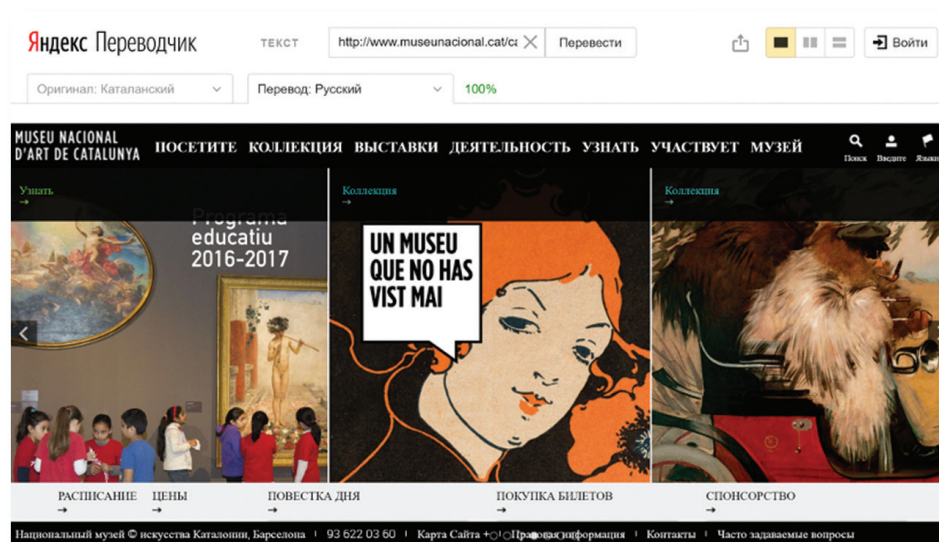 Яндекс Переводчик ТЕКСТ http://www.museunacional.cat/ca Перевести Войти
Оригинал: Каталанский Перевод: Русский 100%
MUSEU NACIONAL
D'ART DE CATALUNYA
ПОСЕТИТЕ КОЛЛЕКЦИЯ ВЫСТАВКИ ДЕЯТЕЛЬНОСТЬ УЗНАТЬ УЧАСТВУЕТ МУЗЕЙ
Поиск Введите Языки
Узнать Коллекция Коллекция
Programa
educatiu
2016-2017
UN MUSEU
QUE NO HAS
VIST MAI
РАСПИСАНИЕ ЦЕНЫ ПОВЕСТКА ДНЯ ПОКУПКА БИЛЕТОВ СПОНСОРСТВО
Национальный музей © искусства Каталонии, Барселона | 93 622 03 60 | Карта Сайта + | Правовая информация | Контакты | Часто задаваемые вопросы